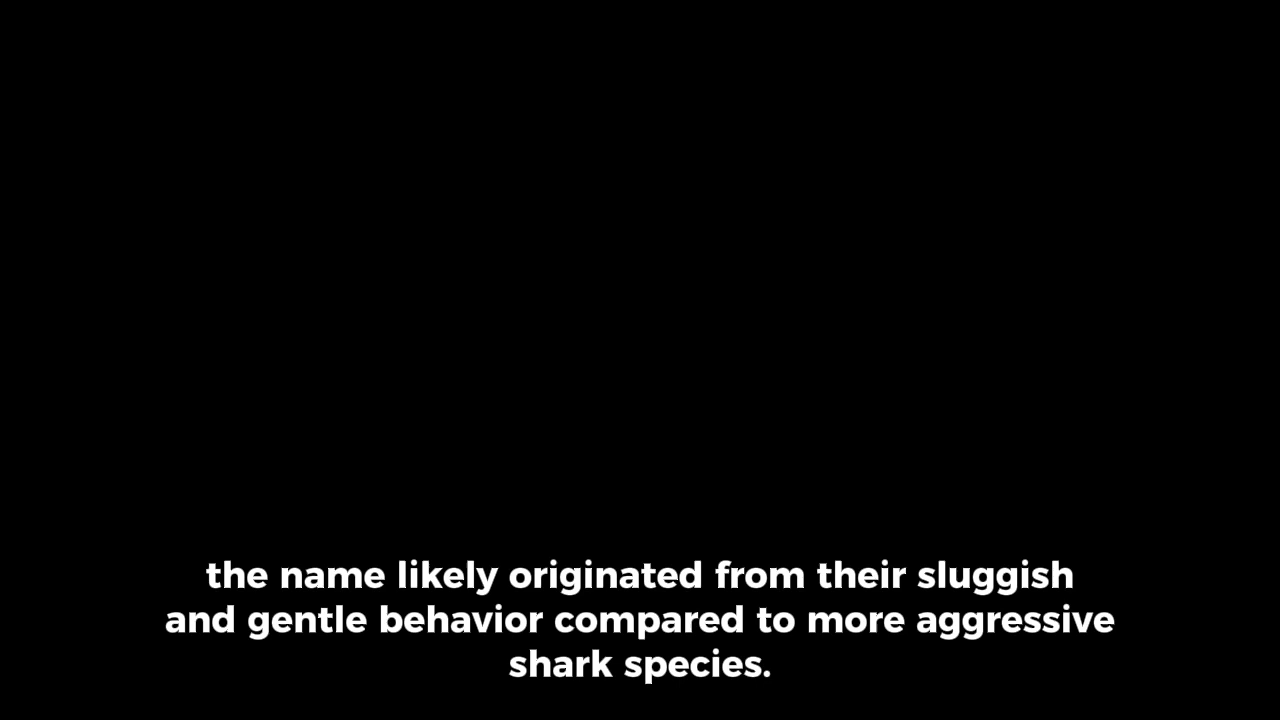 the name likely originated from their sluggish
and gentle behavior compared to more aggressive
shark species.